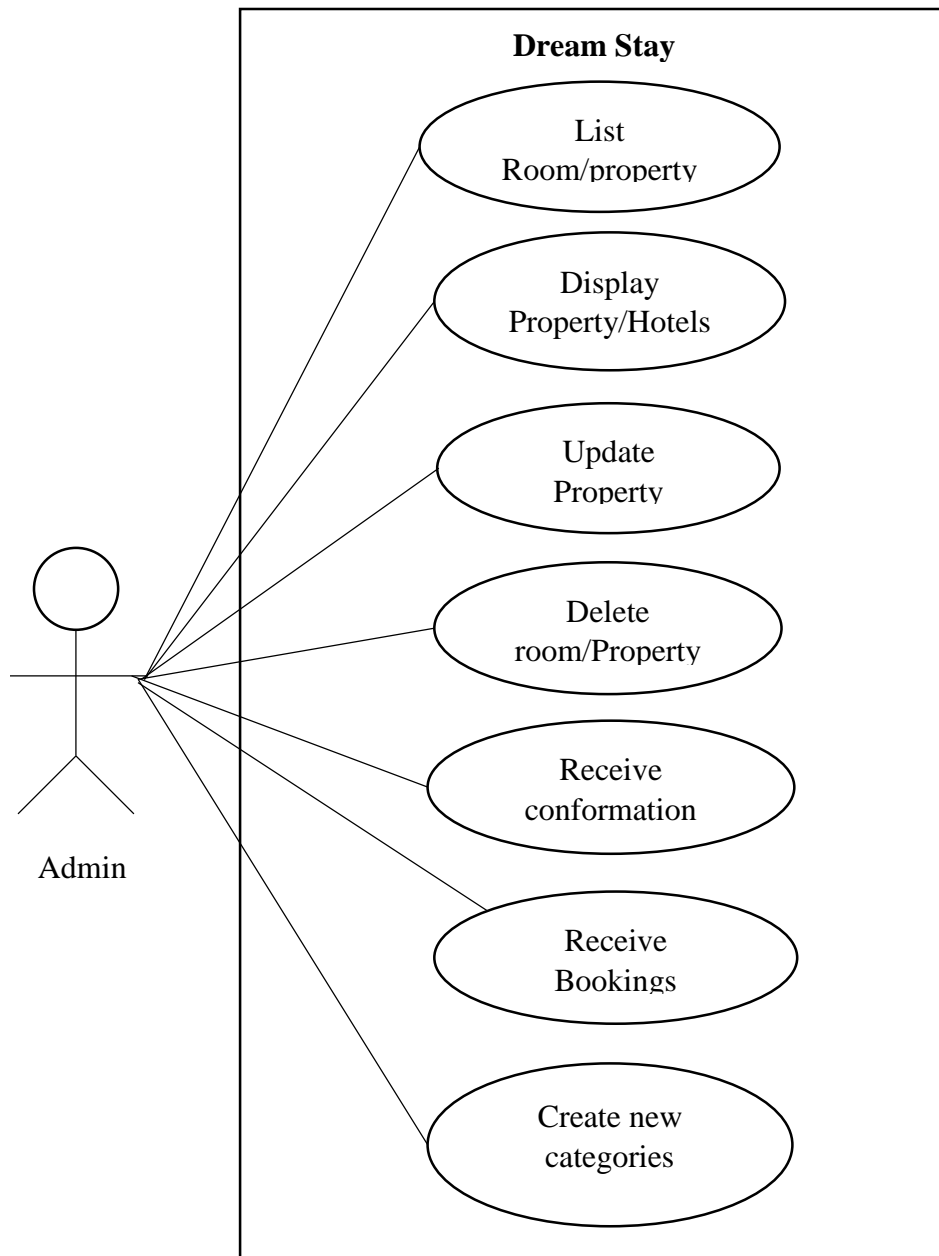 Dream Stay
List
Room/property
Display
Property/Hotels
Update
Property
Delete
room/Property
Receive
conformation
Admin
Receive
Bookings
Create new
categories